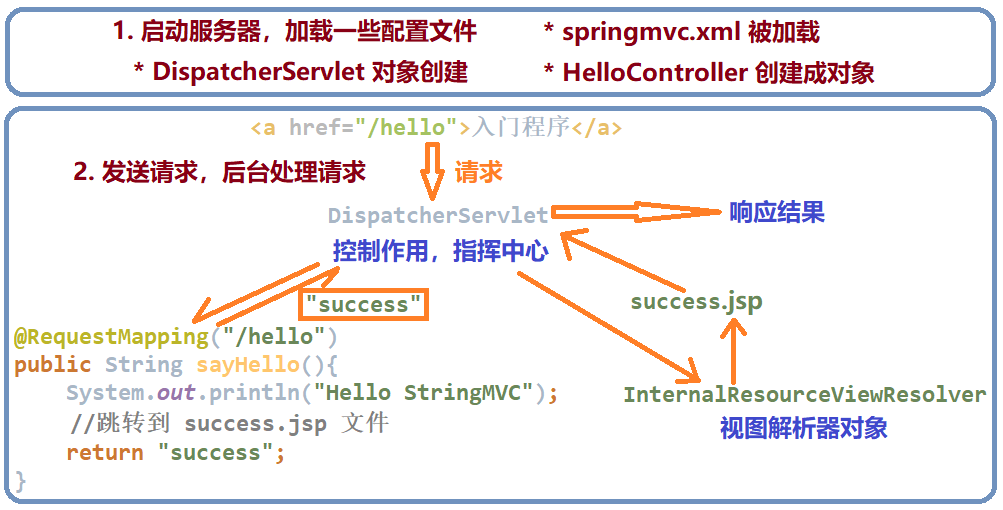 1. 启动服务器，加载一些配置文件
* springmvc.xml 被加载
* DispatcherServlet 对象创建
* HelloController 创建成对象
<a href="/hello">入门程序</a>
2. 发送请求，后台处理请求
请求
DispatcherServlet
响应结果
控制作用，指挥中心
"success"
success.jsp
@RequestMapping("/hello")
public String sayHello(){
System.out.println("Hello StringMVC");
//跳转到 success.jsp 文件
return "success";
}
InternalResourceViewResolver
视图解析器对象